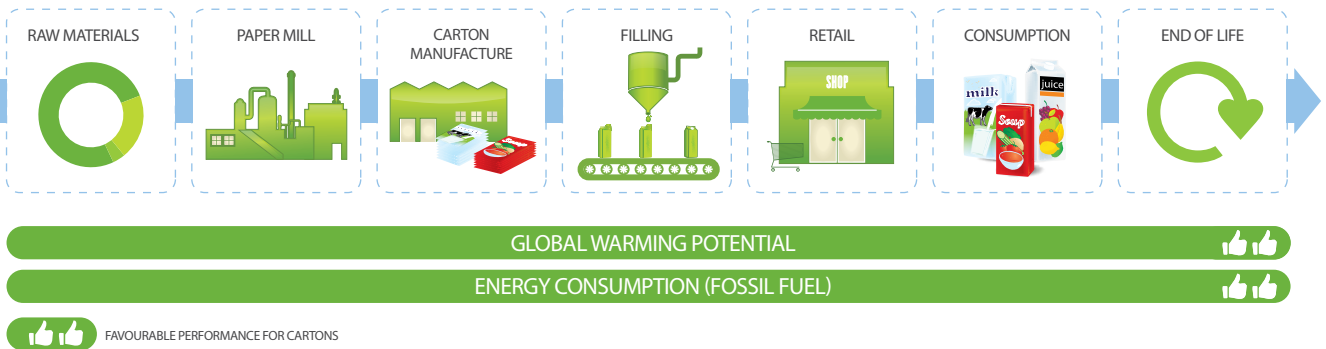 RAW MATERIALS
PAPER MILL
CARTON
MANUFACTURE
FILLING
RETAIL
CONSUMPTION
END OF LIFE
SHOP
milk
juice
Soup
Soup
GLOBAL WARMING POTENTIAL
ENERGY CONSUMPTION (FOSSIL FUEL)
FAVOURABLE PERFORMANCE FOR CARTONS